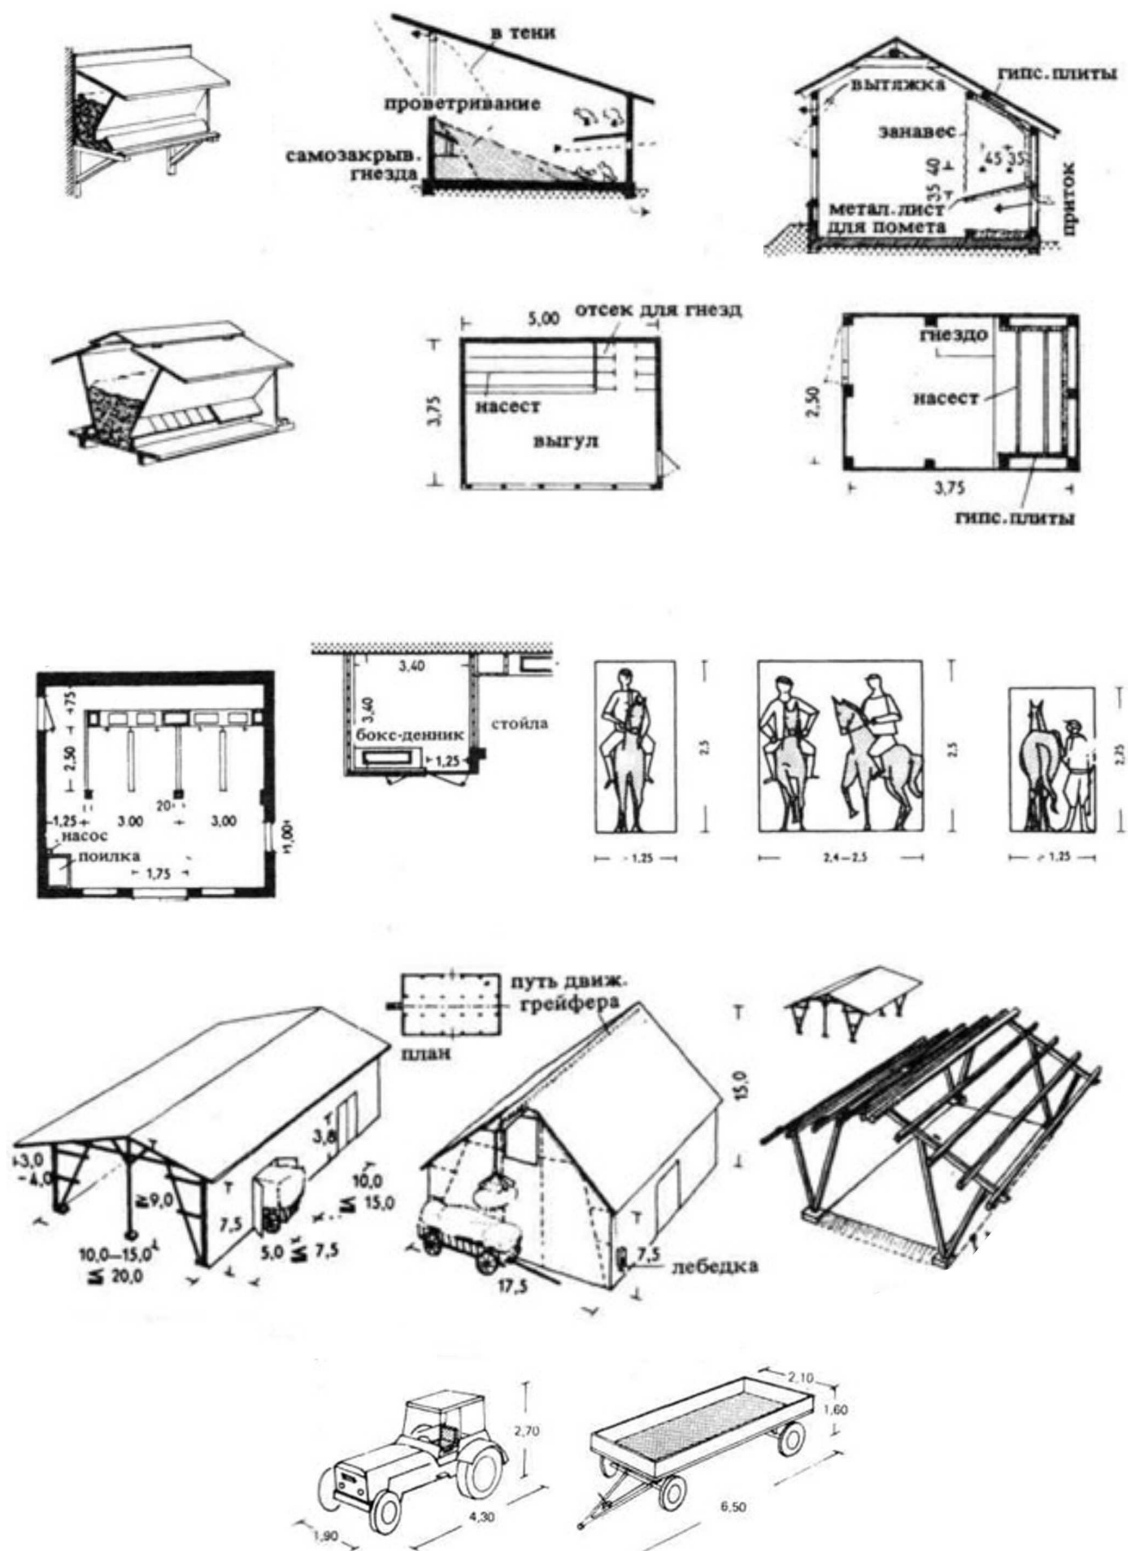 в тени
проветривание
самозакрыв.
гнезда
гипс.плиты
вытяжка
занавес
45 35
40
35
метал.лист
для помета
приток
5,00
отсек для гнезд
3,75
насест
выгул
гнездо
насест
2,50
3,75
гипс.плиты
+75
2,50
20
1,25
3.00
3,00
1,00
насос
поилка
1,75
3,40
3,40
стойла
бокс-денник
1,25
2,5
1,25
2,5
2,4—2,5
2,25
1,25
план
путь движ.
грейфера
3,0
4,0
≥9,0
3,8
10,0
≤ 15,0
7,5
5,0
≤ 7,5
10,0—15,0
≤ 20,0
15,0
7,5
17,5
лебедка
2,70
4,30
1,90
2,10
1,60
6,50